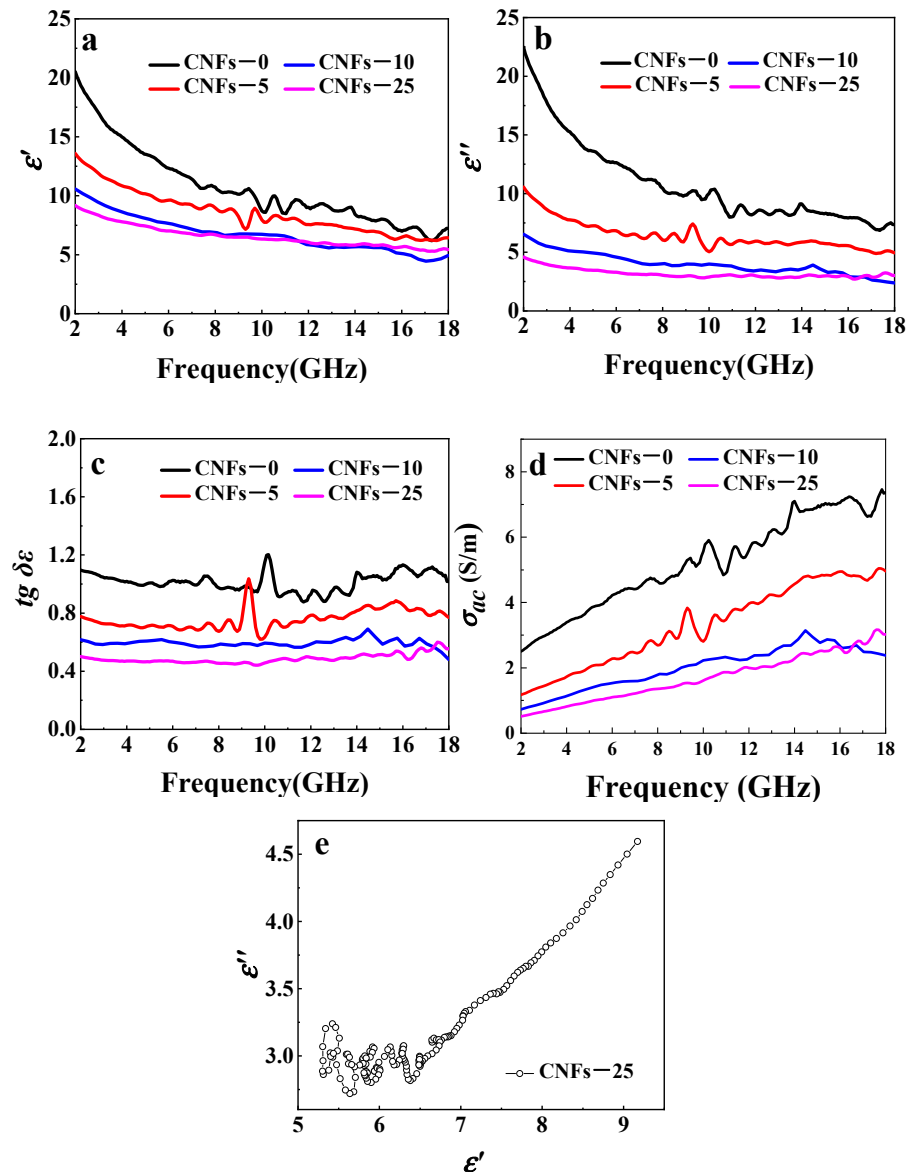 a
CNFs－0 CNFs－10
CNFs－5 CNFs－25
25
20
15
10
5
0
ε′
2 4 6 8 10 12 14 16 18
Frequency(GHz)
b
CNFs－0 CNFs－10
CNFs－5 CNFs－25
25
20
15
10
5
0
ε′′
2 4 6 8 10 12 14 16 18
Frequency(GHz)
c
CNFs－0 CNFs－10
CNFs－5 CNFs－25
2.0
1.6
1.2
0.8
0.4
0.0
tg δε
2 4 6 8 10 12 14 16 18
Frequency(GHz)
d
CNFs－0 CNFs－10
CNFs－5 CNFs－25
8
6
4
2
0
σac (S/m)
2 4 6 8 10 12 14 16 18
Frequency (GHz)
e
4.5
4.0
3.5
3.0
ε′′
CNFs－25
5 6 7 8 9
ε′